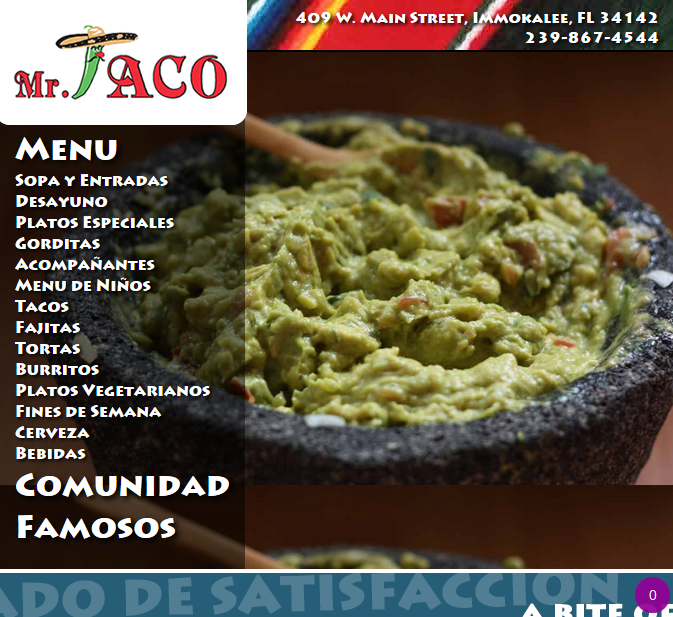 Mr. TACO
409 W. Main Street, Immokalee, FL 34142
239-867-4544
Menu
Sopa y Entradas
Desayuno
Platos Especiales
Gorditas
Acompañantes
Menu de Niños
Tacos
Fajitas
Tortas
Burritos
Platos Vegetarianos
Fines de Semana
Cerveza
Bebidas
Comunidad
Famosos
ADO DE SATISFACCION
A BITE OF
0